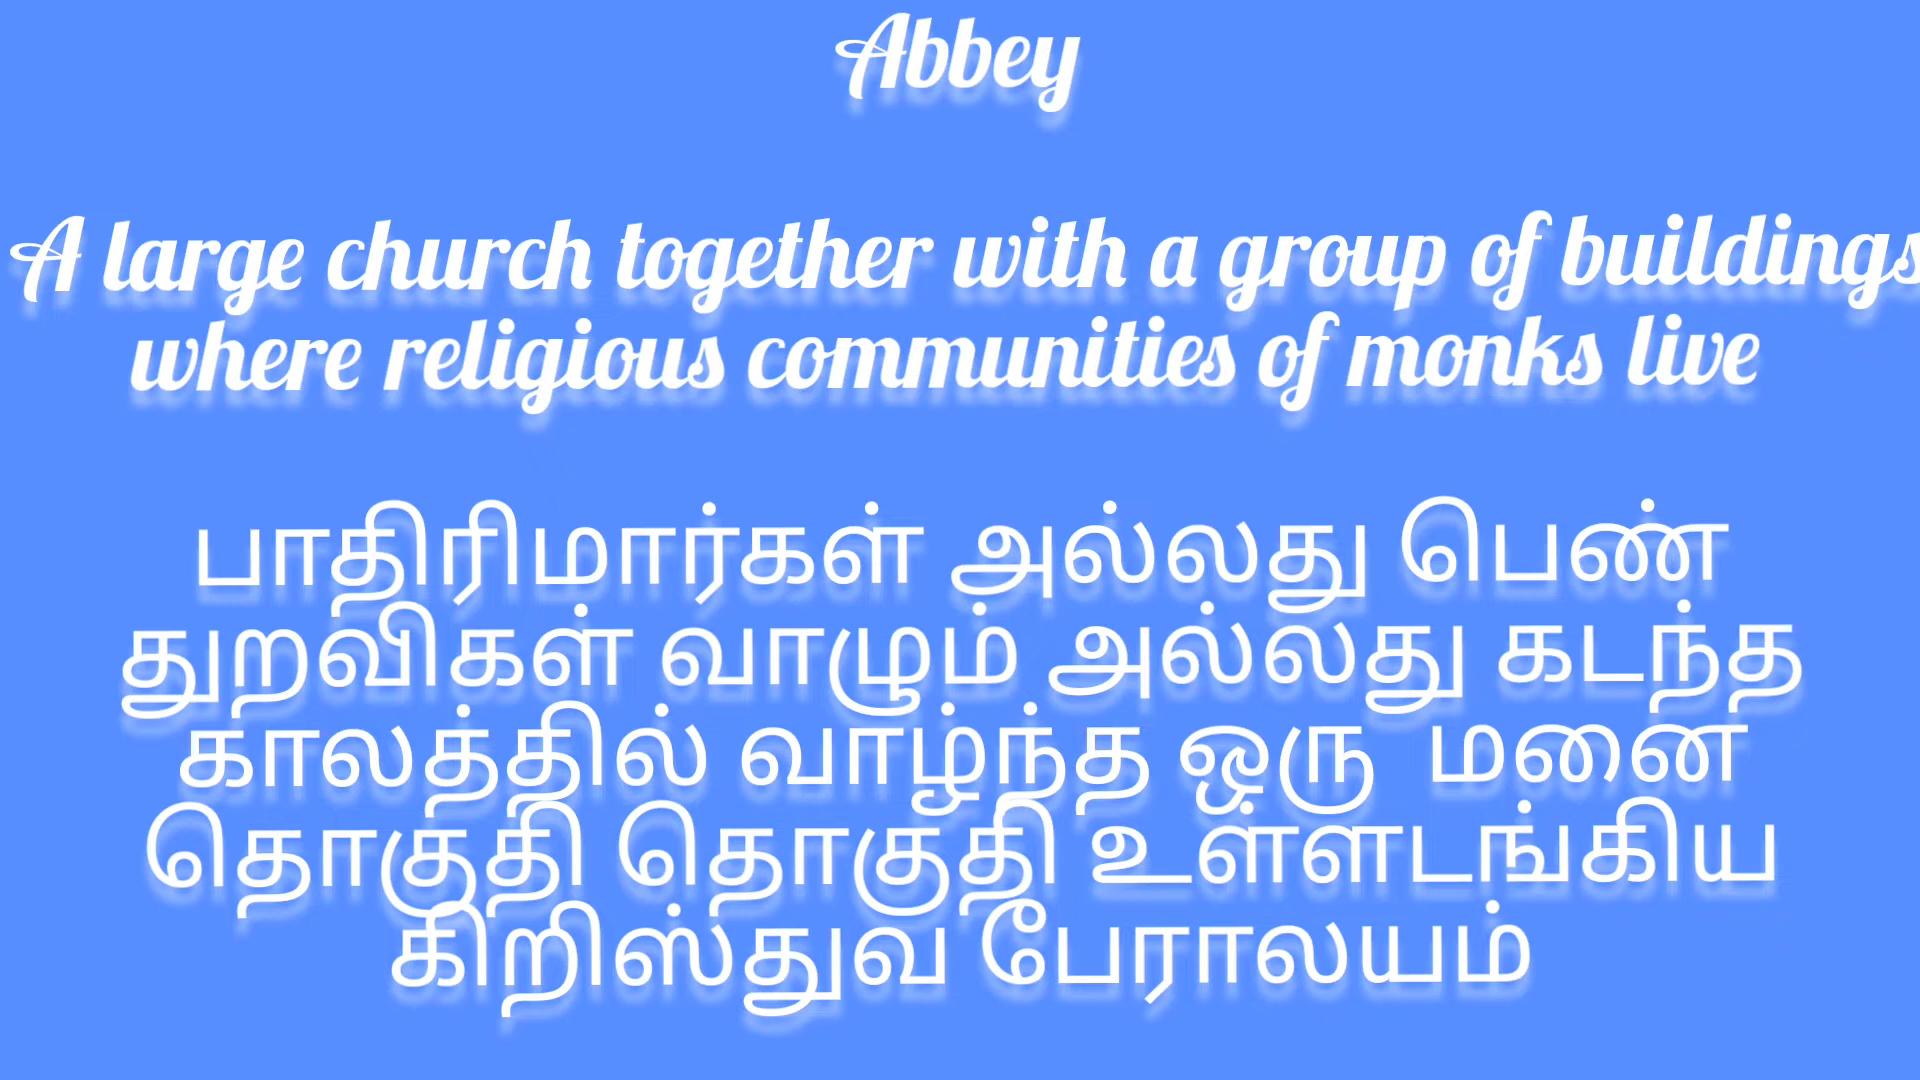 Abbey
A large church together with a group of buildings
where religious communities of monks live
பாதிரிமார்கள் அல்லது பெண்
துறவிகள் வாழும் அல்லது கடந்த
காலத்தில் வாழ்ந்த ஒரு மனை
தொகுதி தொகுதி உள்ளடங்கிய
கிறிஸ்துவ பேராலயம்